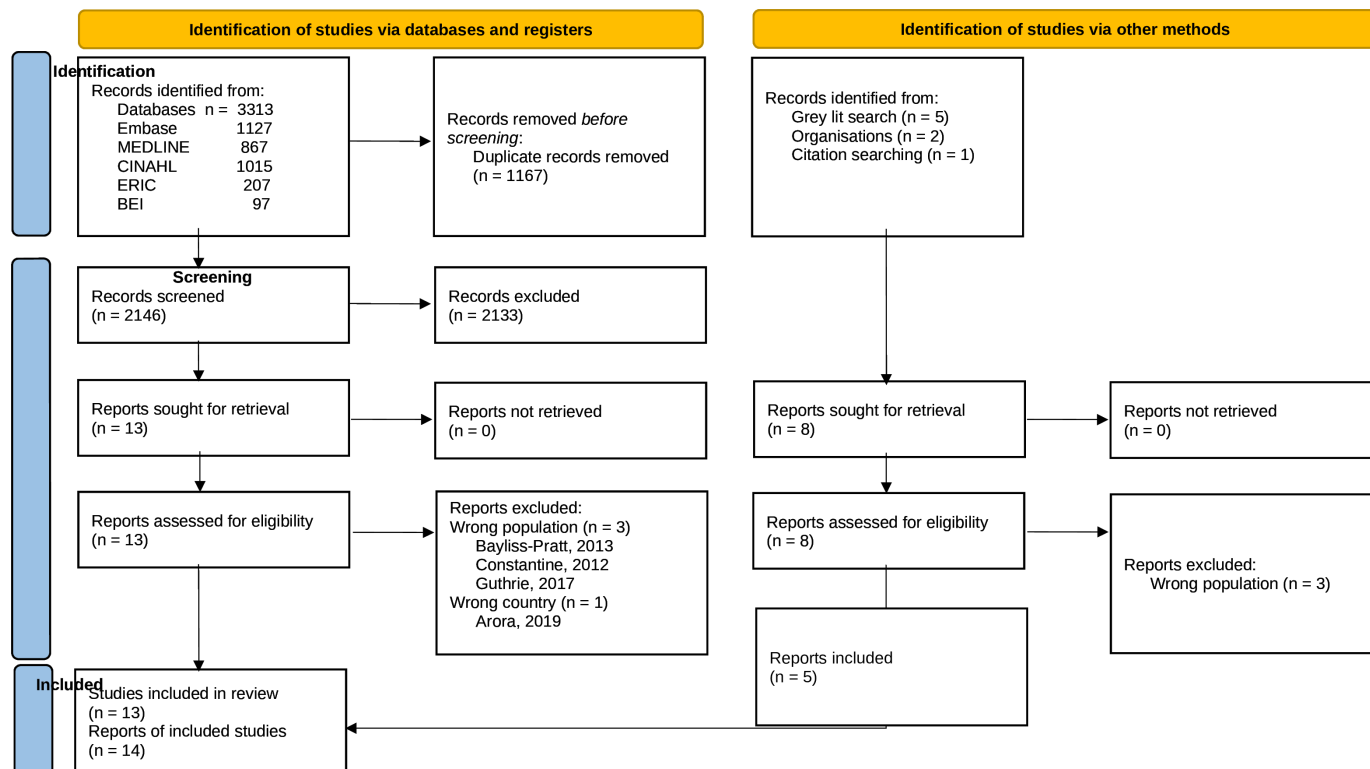 Identification of studies via databases and registers
Identification of studies via other methods
Identification
Records identified from:
Databases n = 3313
Embase 1127
MEDLINE 867
CINAHL 1015
ERIC 207
BEI 97
Records removed before
screening:
Duplicate records removed
(n = 1167)
Records identified from:
Grey lit search (n = 5)
Organisations (n = 2)
Citation searching (n = 1)
Screening
Records screened
(n = 2146)
Records excluded
(n = 2133)
Reports sought for retrieval
(n = 13)
Reports not retrieved
(n = 0)
Reports sought for retrieval
(n = 8)
Reports not retrieved
(n = 0)
Reports assessed for eligibility
(n = 13)
Reports excluded:
Wrong population (n = 3)
Bayliss-Pratt, 2013
Constantine, 2012
Guthrie, 2017
Wrong country (n = 1)
Arora, 2019
Reports assessed for eligibility
(n = 8)
Reports excluded:
Wrong population (n = 3)
Reports included
(n = 5)
Included
Studies included in review
(n = 13)
Reports of included studies
(n = 14)